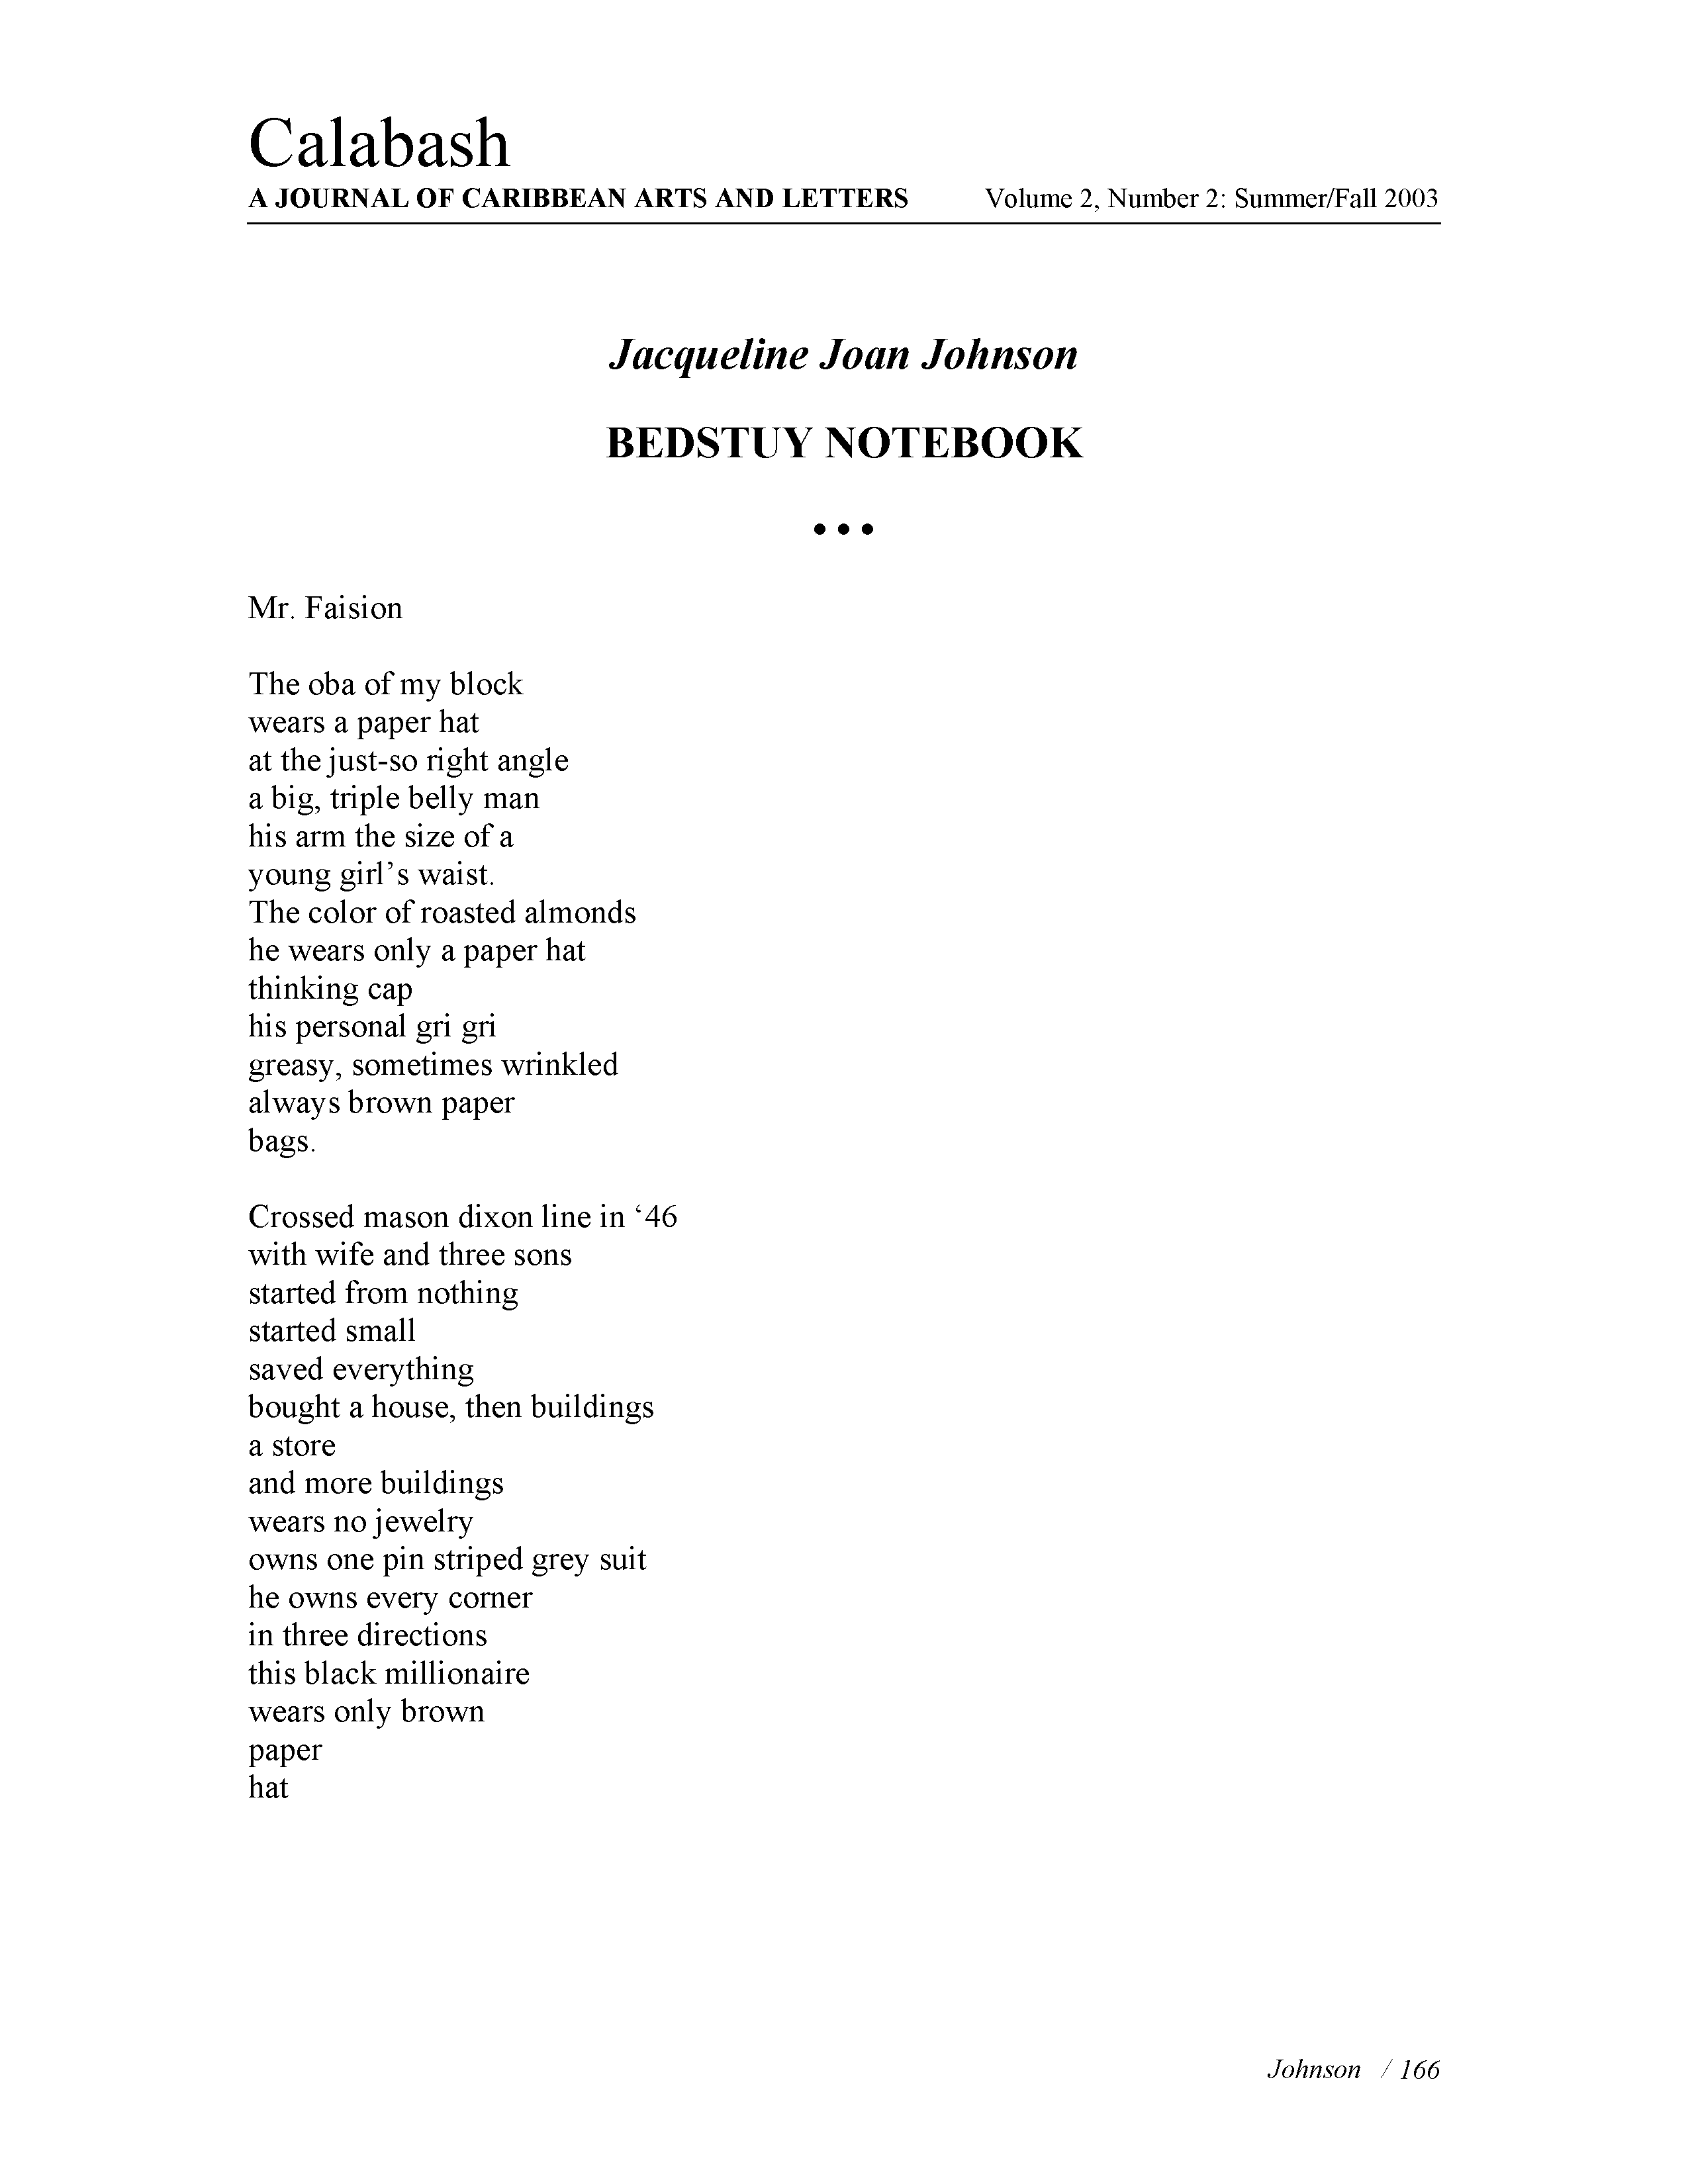 Calabash
A JOURNAL OF CARIBBEAN ARTS AND LETTERS Volume 2, Number 2: Summer/Fall 2003
Jacqueline Joan Johnson
BEDSTUY NOTEBOOK
• • •
Mr. Faision
The oba of my block
wears a paper hat
at the just-so right angle
a big, triple belly man
his arm the size of a
young girl’s waist.
The color of roasted almonds
he wears only a paper hat
thinking cap
his personal gri gri
greasy, sometimes wrinkled
always brown paper
bags.
Crossed mason dixon line in ‘46
with wife and three sons
started from nothing
started small
saved everything
bought a house, then buildings
a store
and more buildings
wears no jewelry
owns one pin striped grey suit
he owns every corner
in three directions
this black millionaire
wears only brown
paper
hat
Johnson / 166